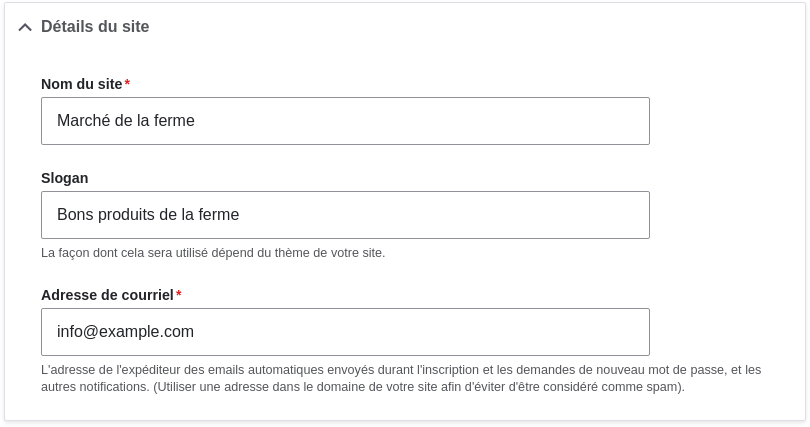 Détails du site
Nom du site*
Marché de la ferme
Slogan
Bons produits de la ferme
La façon dont cela sera utilisé dépend du thème de votre site.
Adresse de courriel*
info@example.com
L'adresse de l'expéditeur des emails automatiques envoyés durant l'inscription et les demandes de nouveau mot de passe, et les
autres notifications. (Utiliser une adresse dans le domaine de votre site afin d'éviter d'être considéré comme spam).